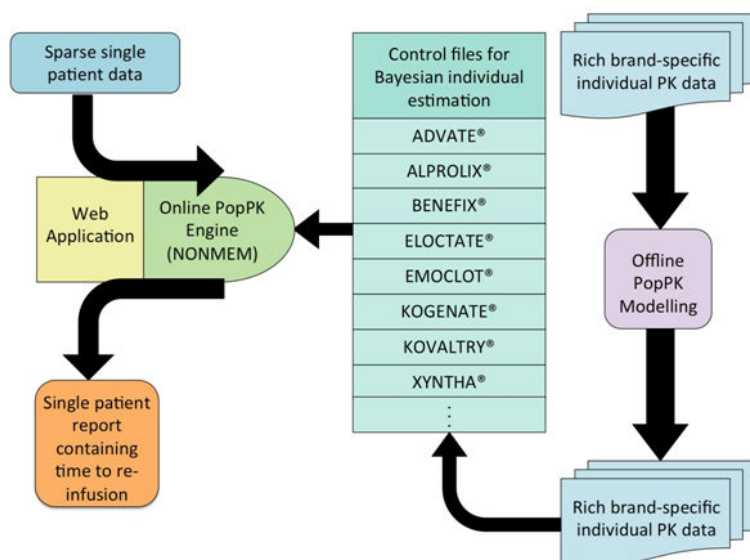 Sparse single
patient data
Web
Application
Online PopPK
Engine
(NONMEM)
Single patient
report
containing
time to re-
infusion
Control files for
Bayesian individual
estimation
ADVATE®
ALPROLIX®
BENEFIX®
ELOCTATE®
EMOCLOT®
KOGENATE®
KOVALTRY®
XYNTHA®
⋮
Rich brand-specific
individual PK data
Offline
PopPK
Modelling
Rich brand-specific
individual PK data